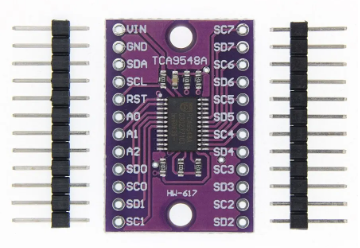 VIN SC7
GND SD7
SDA TCA9548A SC6
SCL SD6
RST SC5
A0 SD5
A1 SC4
A2 SD4
SD0 SC3
SC0 HW-617 SD3
SD1 SC2
SC1 SD2